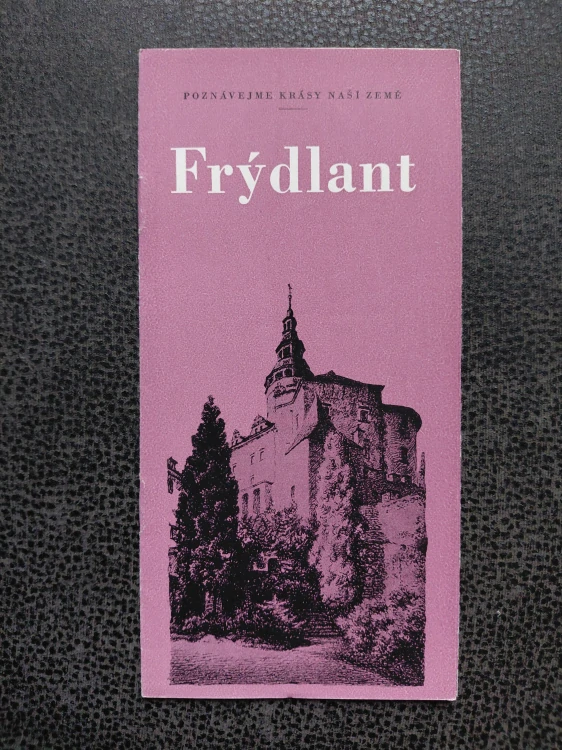 POZNÁVEJME KRÁSY NAŠÍ ZEMĚ
Frýdlant